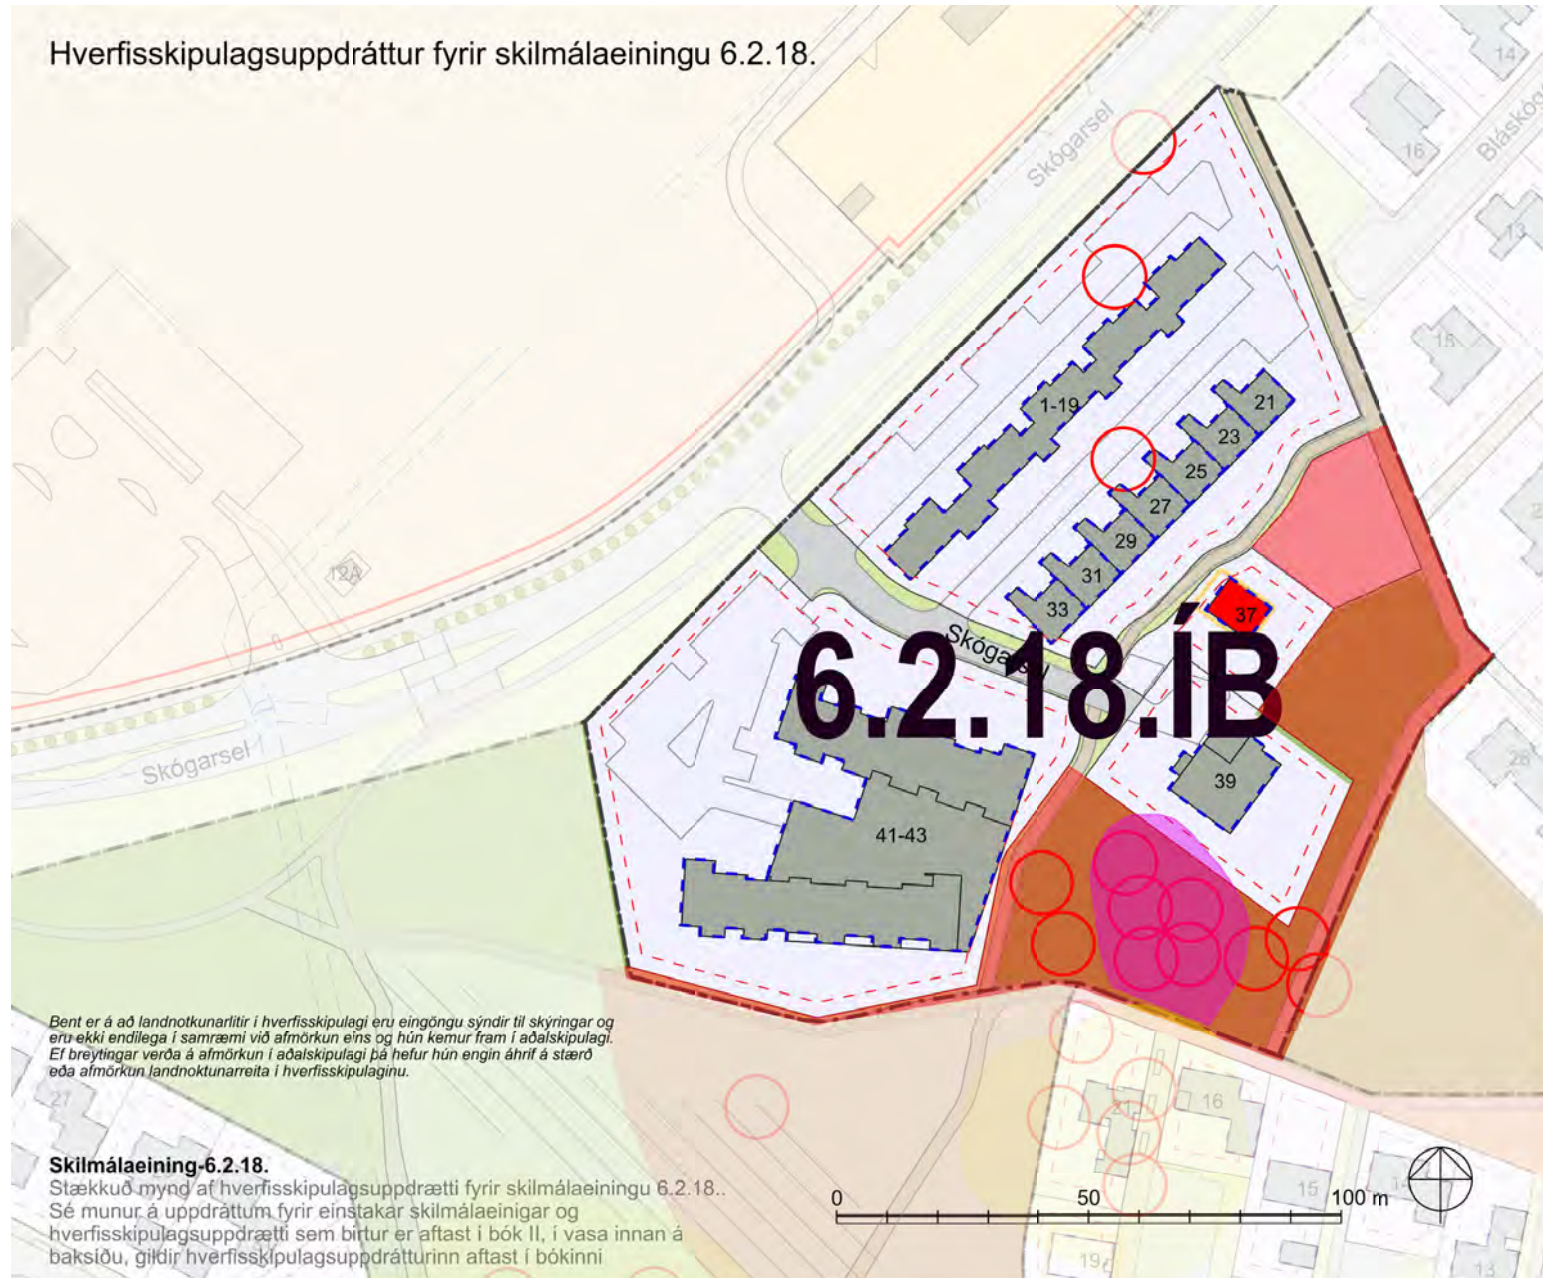 Hverfisskipulagsuppdráttur fyrir skilmálaeiningu 6.2.18.
14
Skógarsel
16
Bláskóg
13
15
1-19
21
23
25
27
29
31
33
12A
37
6.2.18.ÍB
Skógarsel
26
39
41-43
Bent er á að landnotkunarlitir í hverfisskipulagi eru eingöngu sýndir til skýringar og
eru ekki endilega í samræmi við afmörkun eins og hún kemur fram í aðalskipulagi.
Ef breytingar verða á afmörkun í aðalskipulagi þá hefur hún engin áhrif á stærð
eða afmörkun landnoktunarreita í hverfisskipulaginu.
27
21
16
Skilmálaeining-6.2.18.
Stækkuð mynd af hverfisskipulagsuppdrætti fyrir skilmálaeiningu 6.2.18..
Sé munur á uppdráttum fyrir einstakar skilmálaeinigar og
hverfisskipulagsuppdrætti sem birtur er aftast í bók II, í vasa innan á
baksíðu, gildir hverfisskipulagsuppdrátturinn aftast í bókinni
0 50 100 m
15
19
13